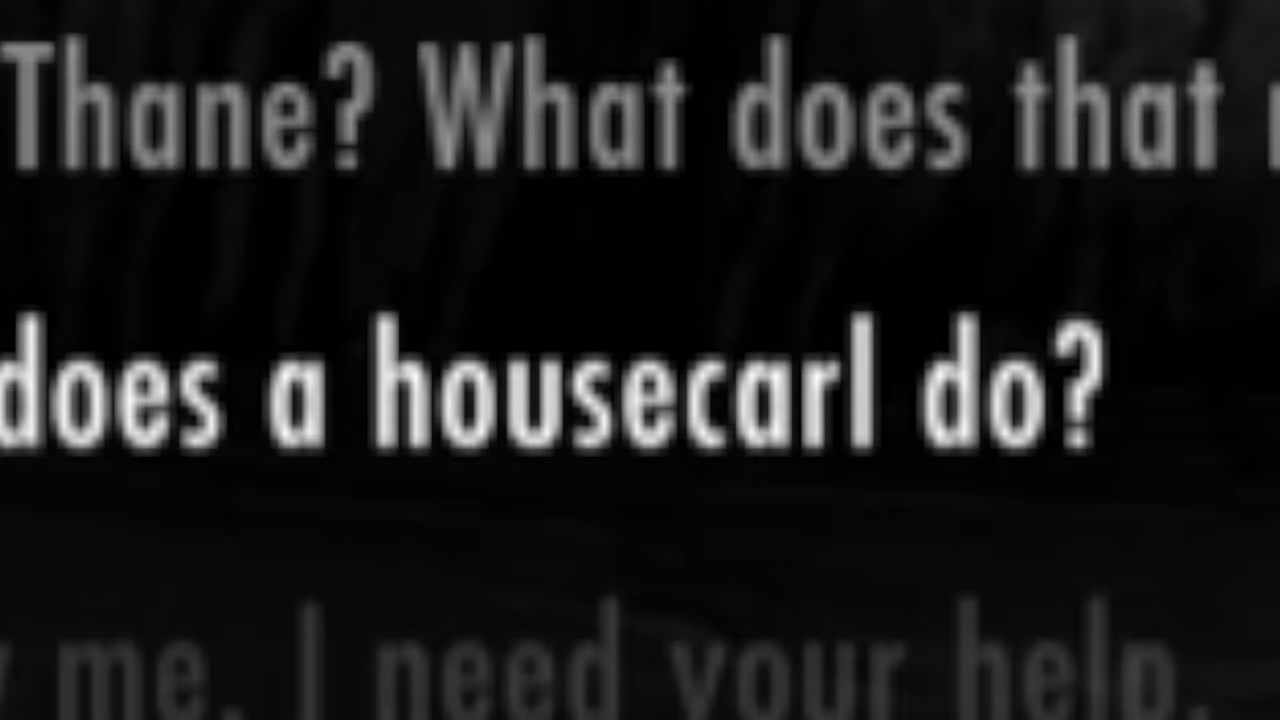 Thane? What does that
does a housecarl do?
me. I need your help.